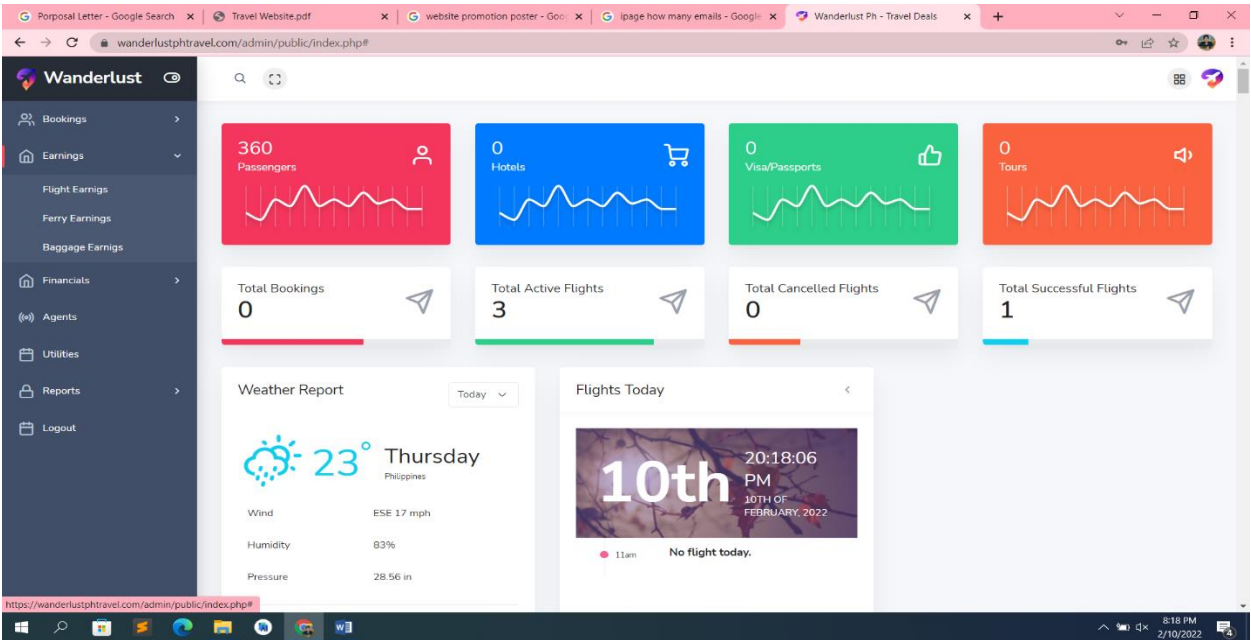 Porposal Letter - Google Search
Travel Website.pdf
website promotion poster - Goo
ipage how many emails - Google
Wanderlust Ph - Travel Deals
wanderlustphtravel.com/admin/public/index.php#
Wanderlust
Bookings
Earnings
Flight Earnigs
Ferry Earnings
Baggage Earnigs
Financials
Agents
Utilities
Reports
Logout
360
Passengers
0
Hotels
0
Visa/Passports
0
Tours
Total Bookings
0
Total Active Flights
3
Total Cancelled Flights
0
Total Successful Flights
1
Weather Report
Today
23° Thursday
Philippines
Wind ESE 17 mph
Humidity 83%
Pressure 28.56 in
Flights Today
10th
20:18:06
PM
10TH OF
FEBRUARY, 2022
11am No flight today.
https://wanderlustphtravel.com/admin/public/index.php#
8:18 PM
2/10/2022
4